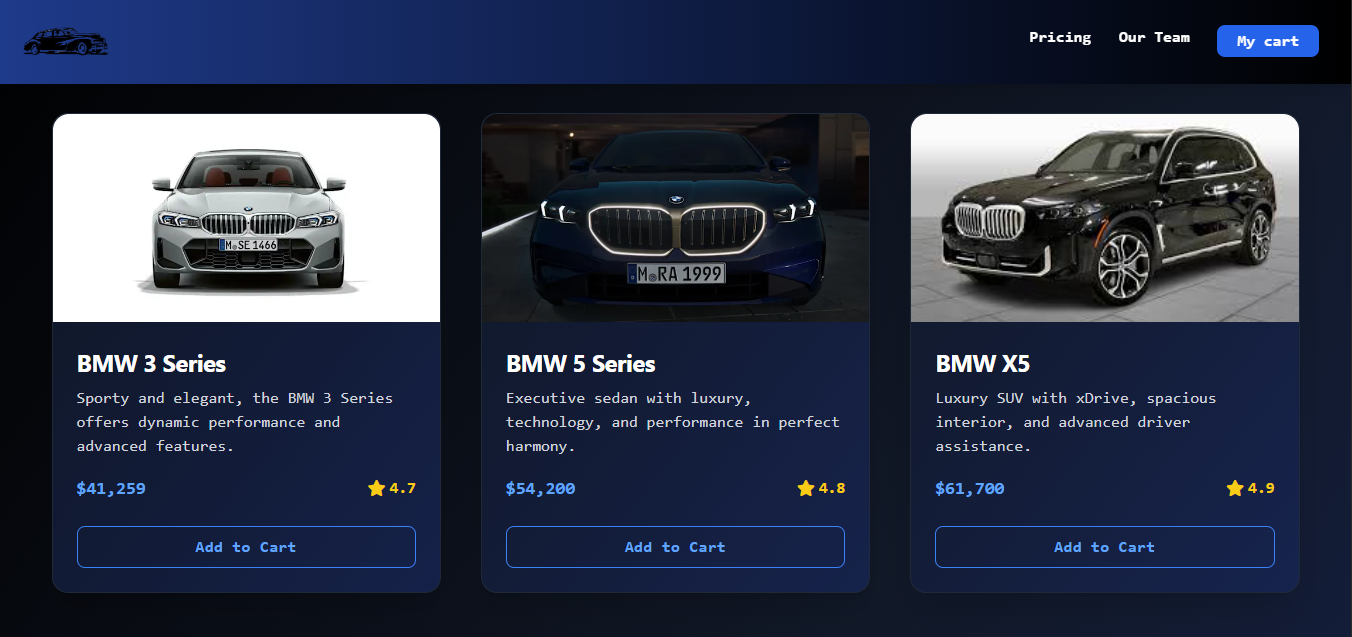 Pricing Our Team My cart
M SE 1466
M RA 1999
BMW 3 Series
Sporty and elegant, the BMW 3 Series
offers dynamic performance and
advanced features.
$41,259 4.7
Add to Cart
BMW 5 Series
Executive sedan with luxury,
technology, and performance in perfect
harmony.
$54,200 4.8
Add to Cart
BMW X5
Luxury SUV with xDrive, spacious
interior, and advanced driver
assistance.
$61,700 4.9
Add to Cart